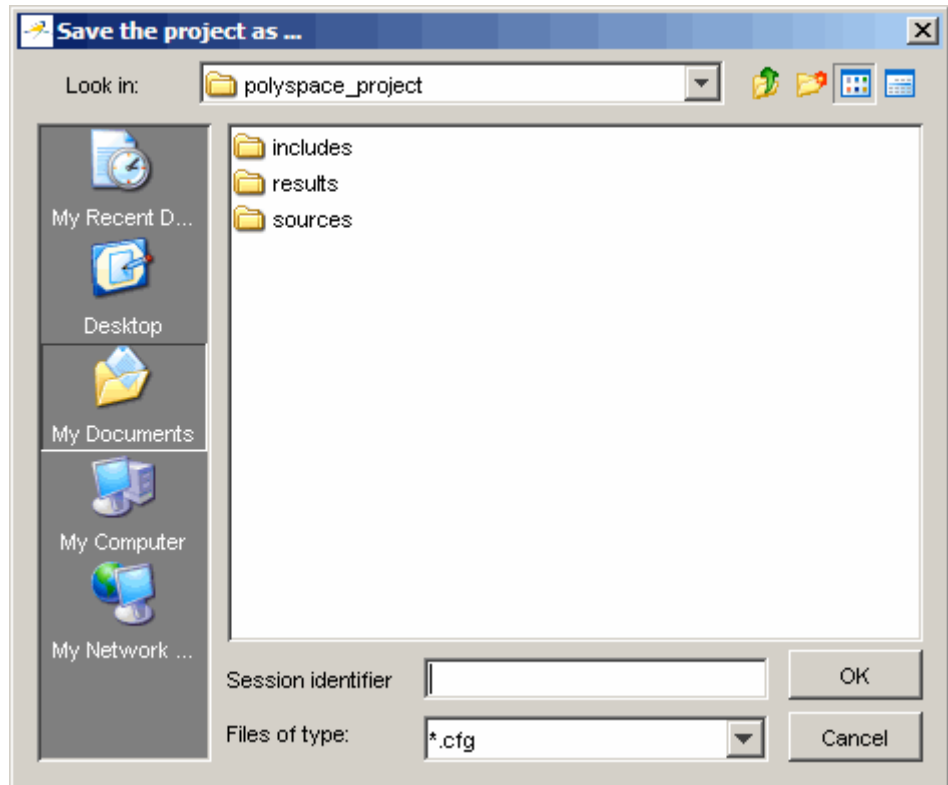 Save the project as ...
Look in:
polyspace_project
includes
results
sources
My Recent D...
Desktop
My Documents
My Computer
My Network ...
Session identifier
OK
Files of type:
*.cfg
Cancel